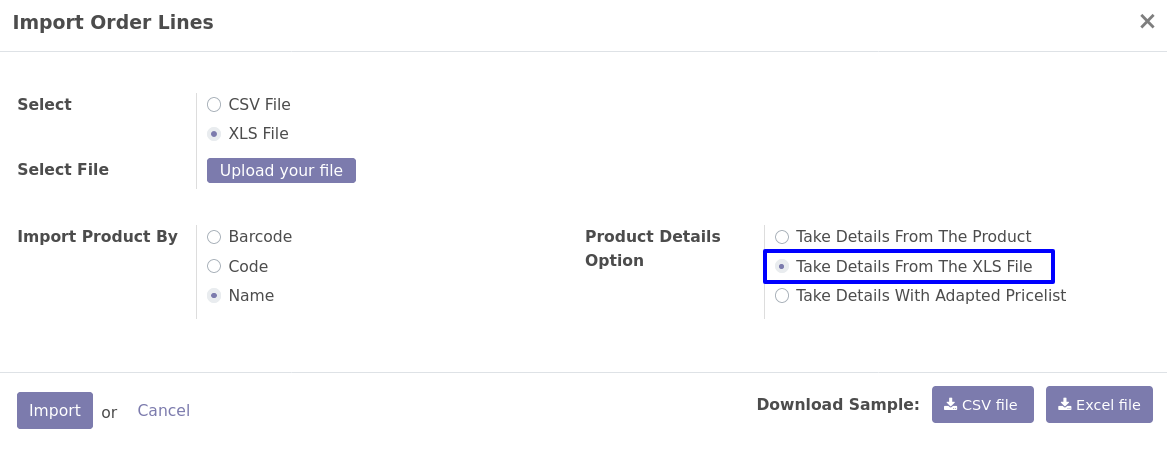 Import Order Lines
Select
CSV File
XLS File
Select File
Upload your file
Import Product By
Barcode
Code
Name
Product Details
Option
Take Details From The Product
Take Details From The XLS File
Take Details With Adapted Pricelist
Import or Cancel
Download Sample: CSV file Excel file